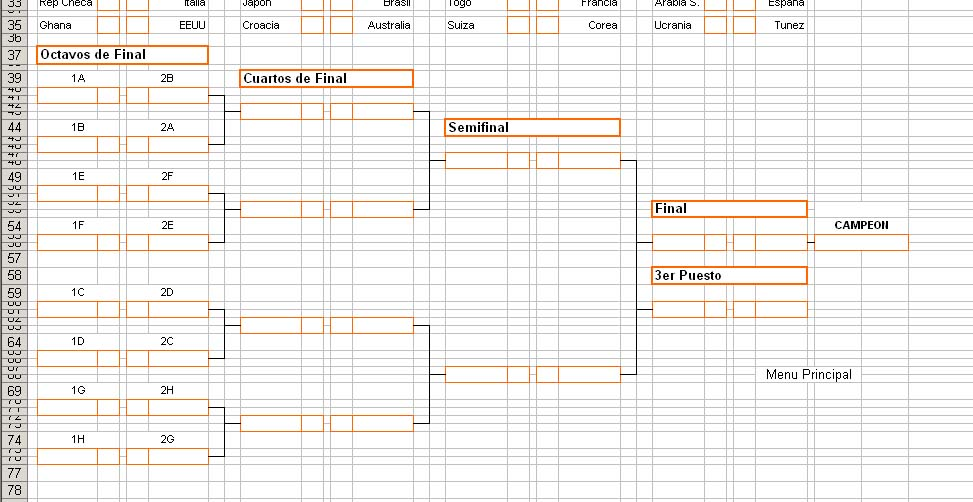 33 Rep Checa Italia Japon Brasil Togo Francia Arabia S. España
35 Ghana EEUU Croacia Australia Suiza Corea Ucrania Tunez
36
37 Octavos de Final
39 1A 2B Cuartos de Final
44 1B 2A Semifinal
49 1E 2F
Final
54 1F 2E CAMPEON
57
58 3er Puesto
59 1C 2D
64 1D 2C
Menu Principal
69 1G 2H
74 1H 2G
77
78